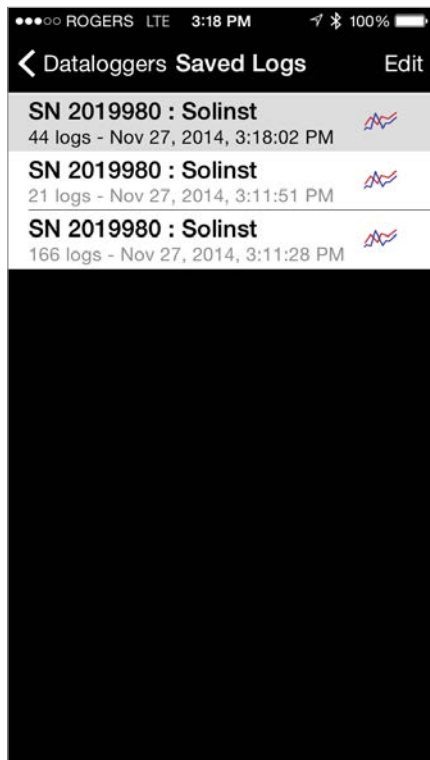 ROGERS LTE 3:18 PM 100%
Dataloggers Saved Logs Edit
SN 2019980 : Solinst
44 logs - Nov 27, 2014, 3:18:02 PM
SN 2019980 : Solinst
21 logs - Nov 27, 2014, 3:11:51 PM
SN 2019980 : Solinst
166 logs - Nov 27, 2014, 3:11:28 PM